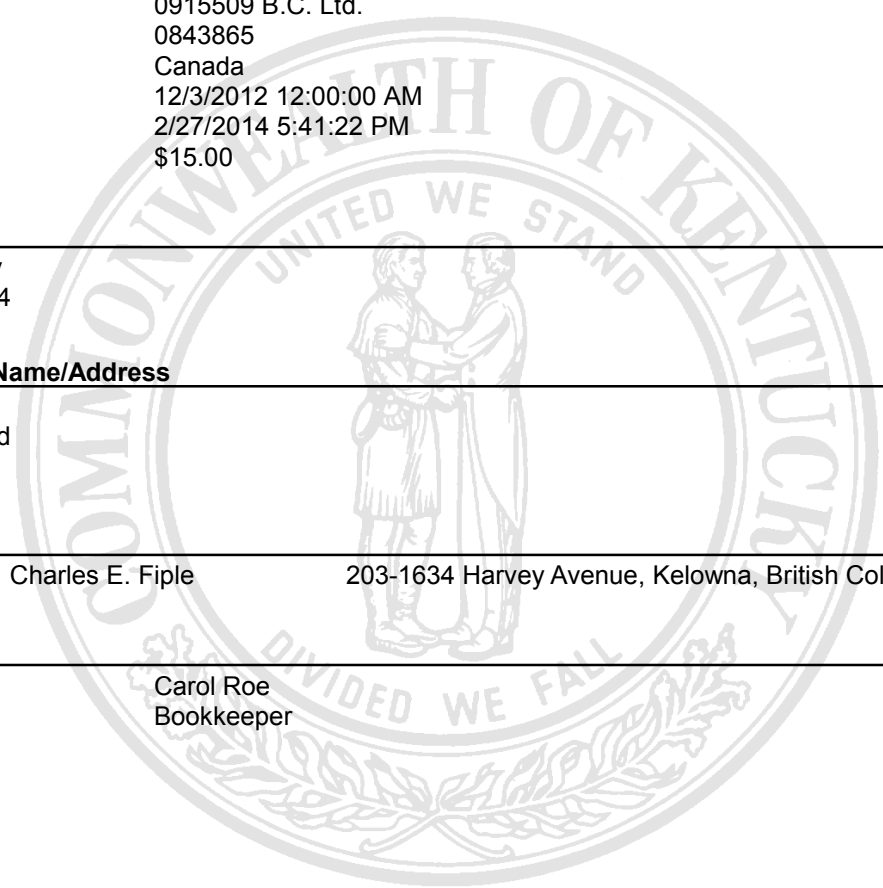 0915509 B.C. Ltd.
0843865
Canada
12/3/2012 12:00:00 AM
2/27/2014 5:41:22 PM
$15.00
COMMONWEALTH OF KENTUCKY
UNITED WE STAND
4
Name/Address
d
Charles E. Fiple 203-1634 Harvey Avenue, Kelowna, British Col
DIVIDED WE FALL
Carol Roe
Bookkeeper